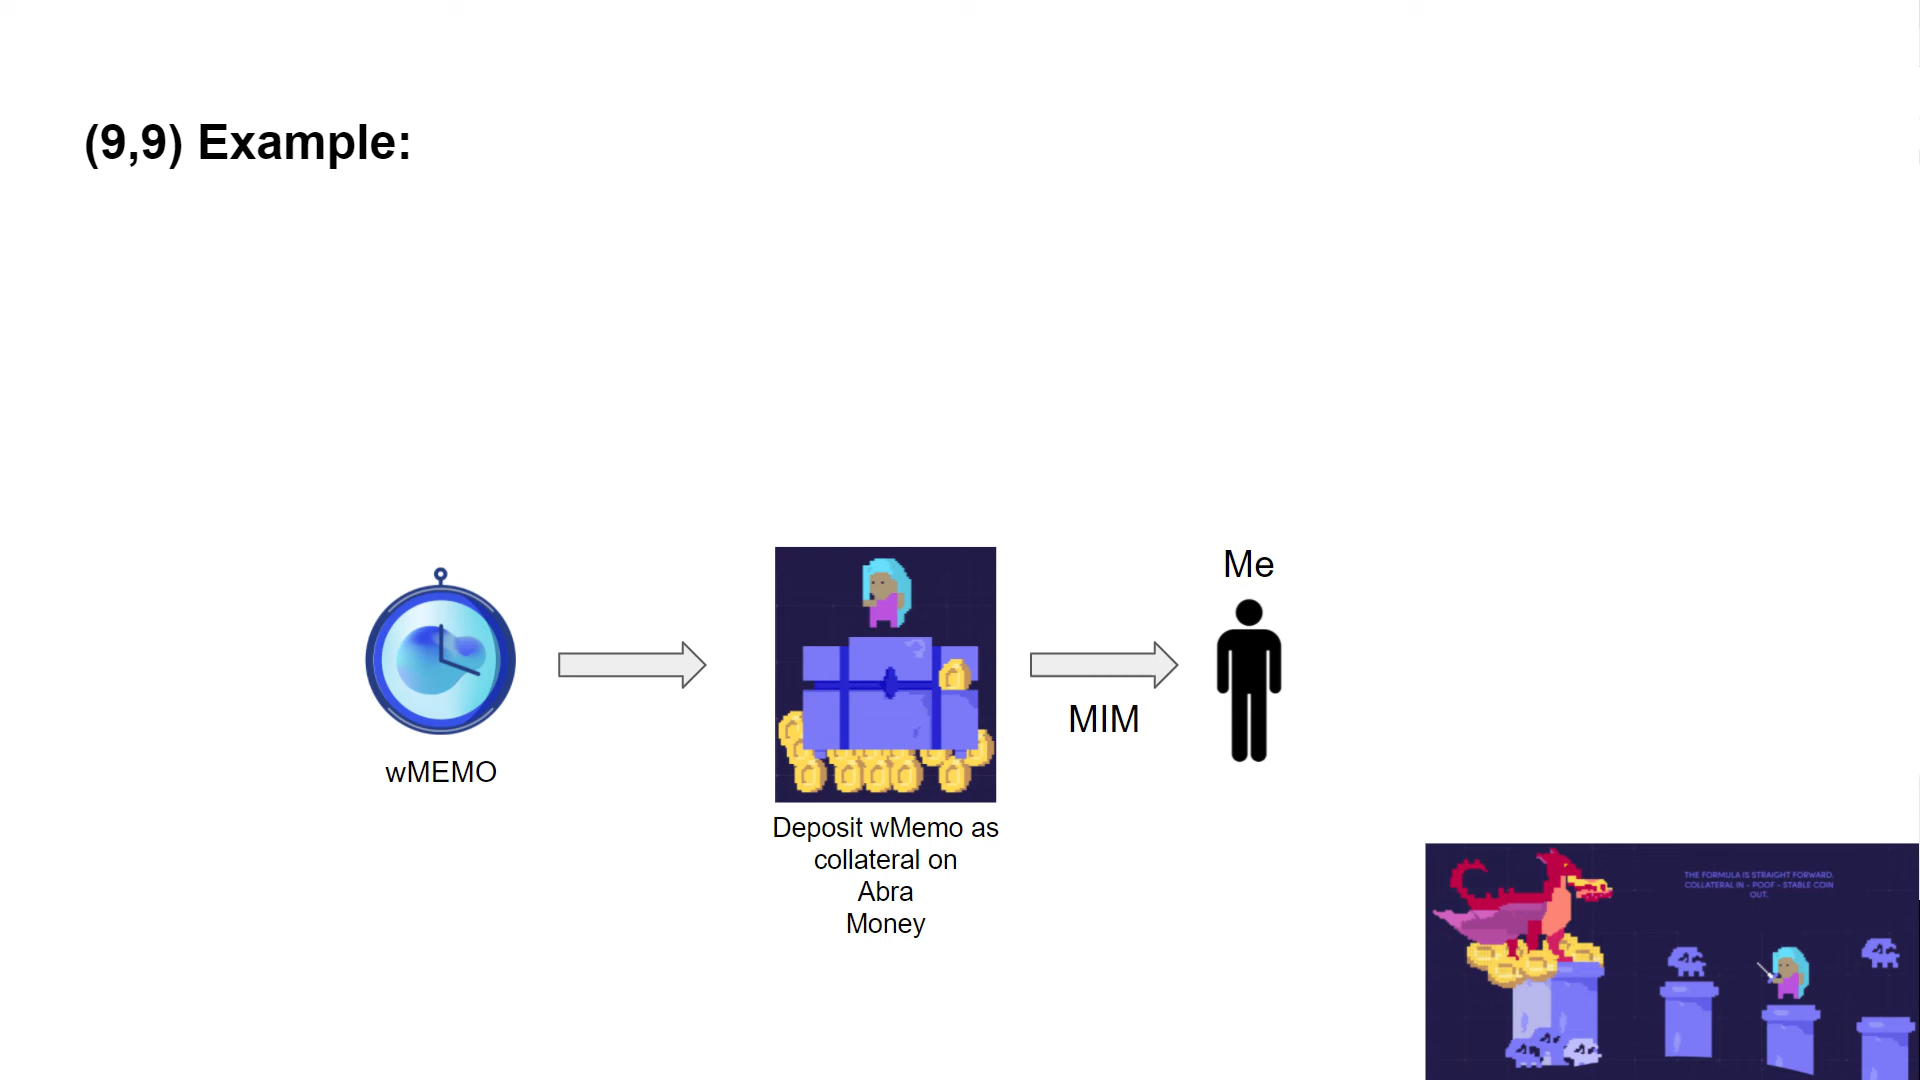 (9,9) Example:
Me
MIM
wMEMO
Deposit wMemo as
collateral on
Abra
Money
THE FORMULA IS STRAIGHT FORWARD.
COLLATERAL IN - POOF - STABLE COIN
OUT.